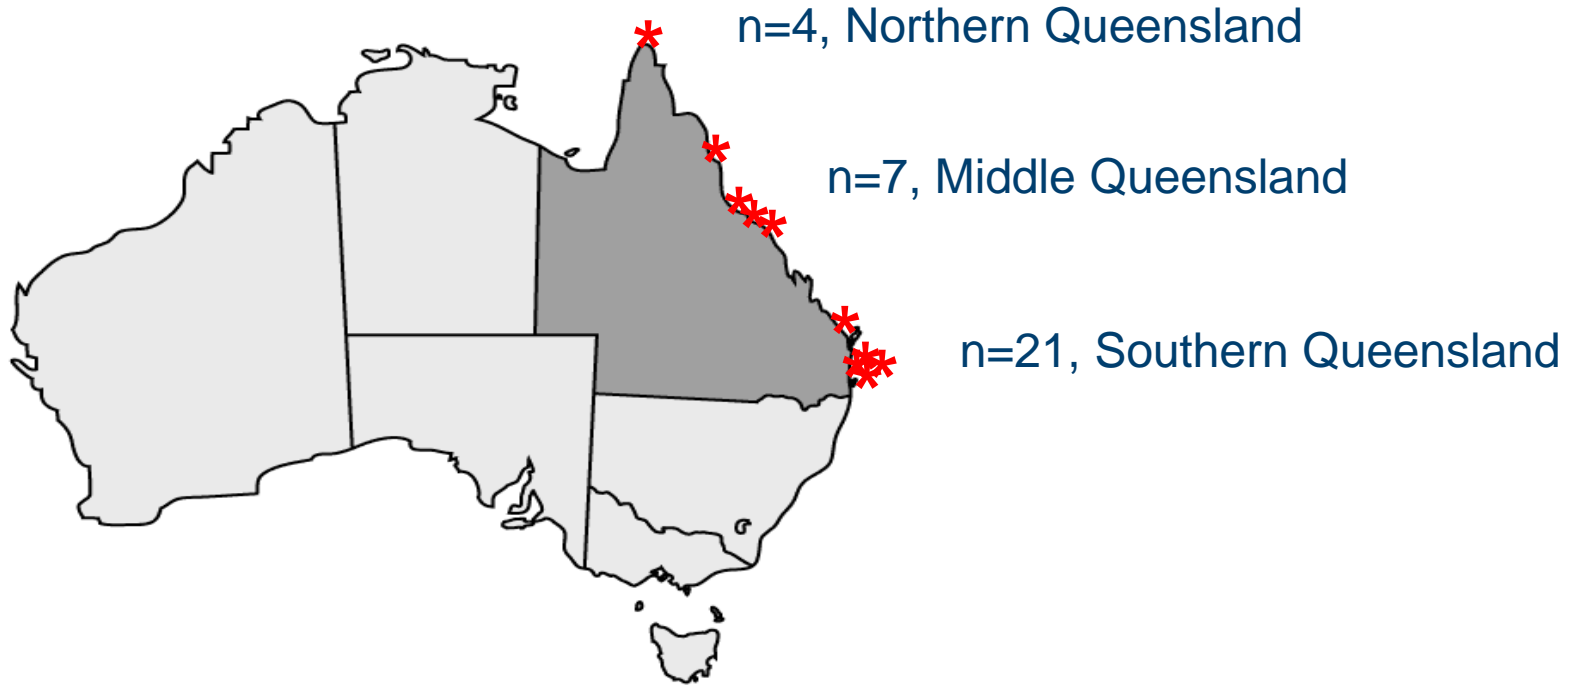 n=4, Northern Queensland
n=7, Middle Queensland
n=21, Southern Queensland